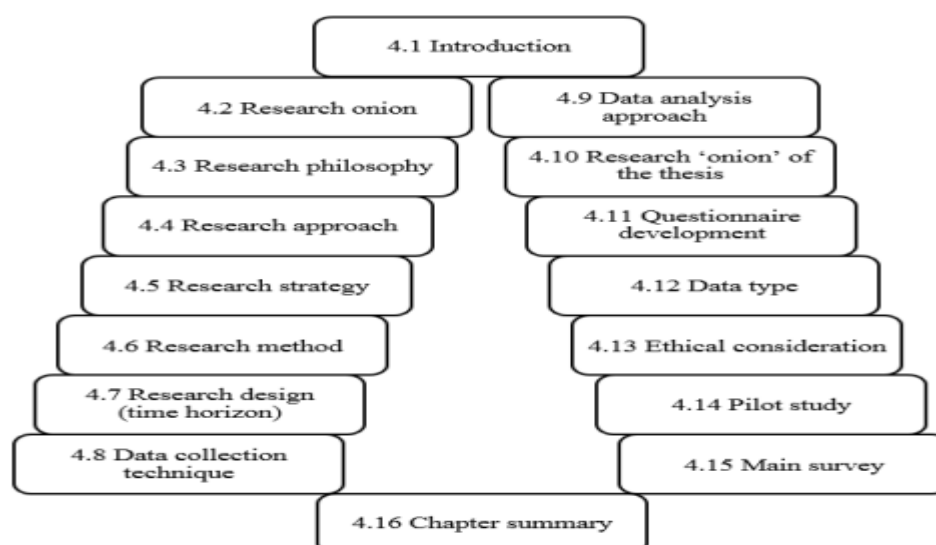 4.1 Introduction
4.2 Research onion
4.3 Research philosophy
4.4 Research approach
4.5 Research strategy
4.6 Research method
4.7 Research design
(time horizon)
4.8 Data collection
technique
4.9 Data analysis
approach
4.10 Research ‘onion’ of
the thesis
4.11 Questionnaire
development
4.12 Data type
4.13 Ethical consideration
4.14 Pilot study
4.15 Main survey
4.16 Chapter summary